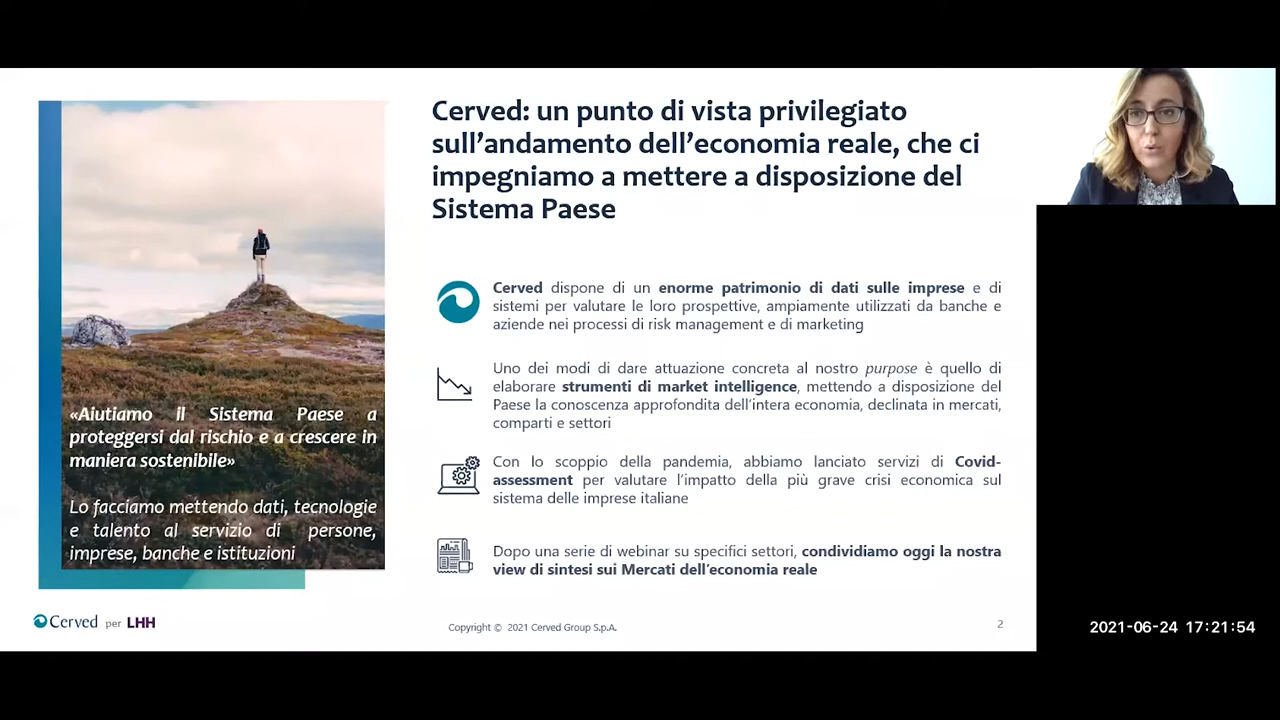 Cerved: un punto di vista privilegiato
sull'andamento dell'economia reale, che ci
impegniamo a mettere a disposizione del
Sistema Paese
Cerved dispone di un enorme patrimonio di dati sulle imprese e di
sistemi per valutare le loro prospettive, ampiamente utilizzati da banche e
aziende nei processi di risk management e di marketing
Uno dei modi di dare attuazione concreta al nostro purpose è quello di
elaborare strumenti di market intelligence, mettendo a disposizione del
Paese la conoscenza approfondita dell'intera economia, declinata in mercati,
comparti e settori
Con lo scoppio della pandemia, abbiamo lanciato servizi di Covid-
assessment per valutare l'impatto della più grave crisi economica sul
sistema delle imprese italiane
Dopo una serie di webinar su specifici settori, condividiamo oggi la nostra
view di sintesi sui Mercati dell'economia reale
«Aiutiamo il Sistema Paese a
proteggersi dal rischio e a crescere in
maniera sostenibile»
Lo facciamo mettendo dati, tecnologie
e talento al servizio di persone,
imprese, banche e istituzioni
Cerved per LHH
Copyright © 2021 Cerved Group S.p.A.
2
2021-06-24 17:21:54